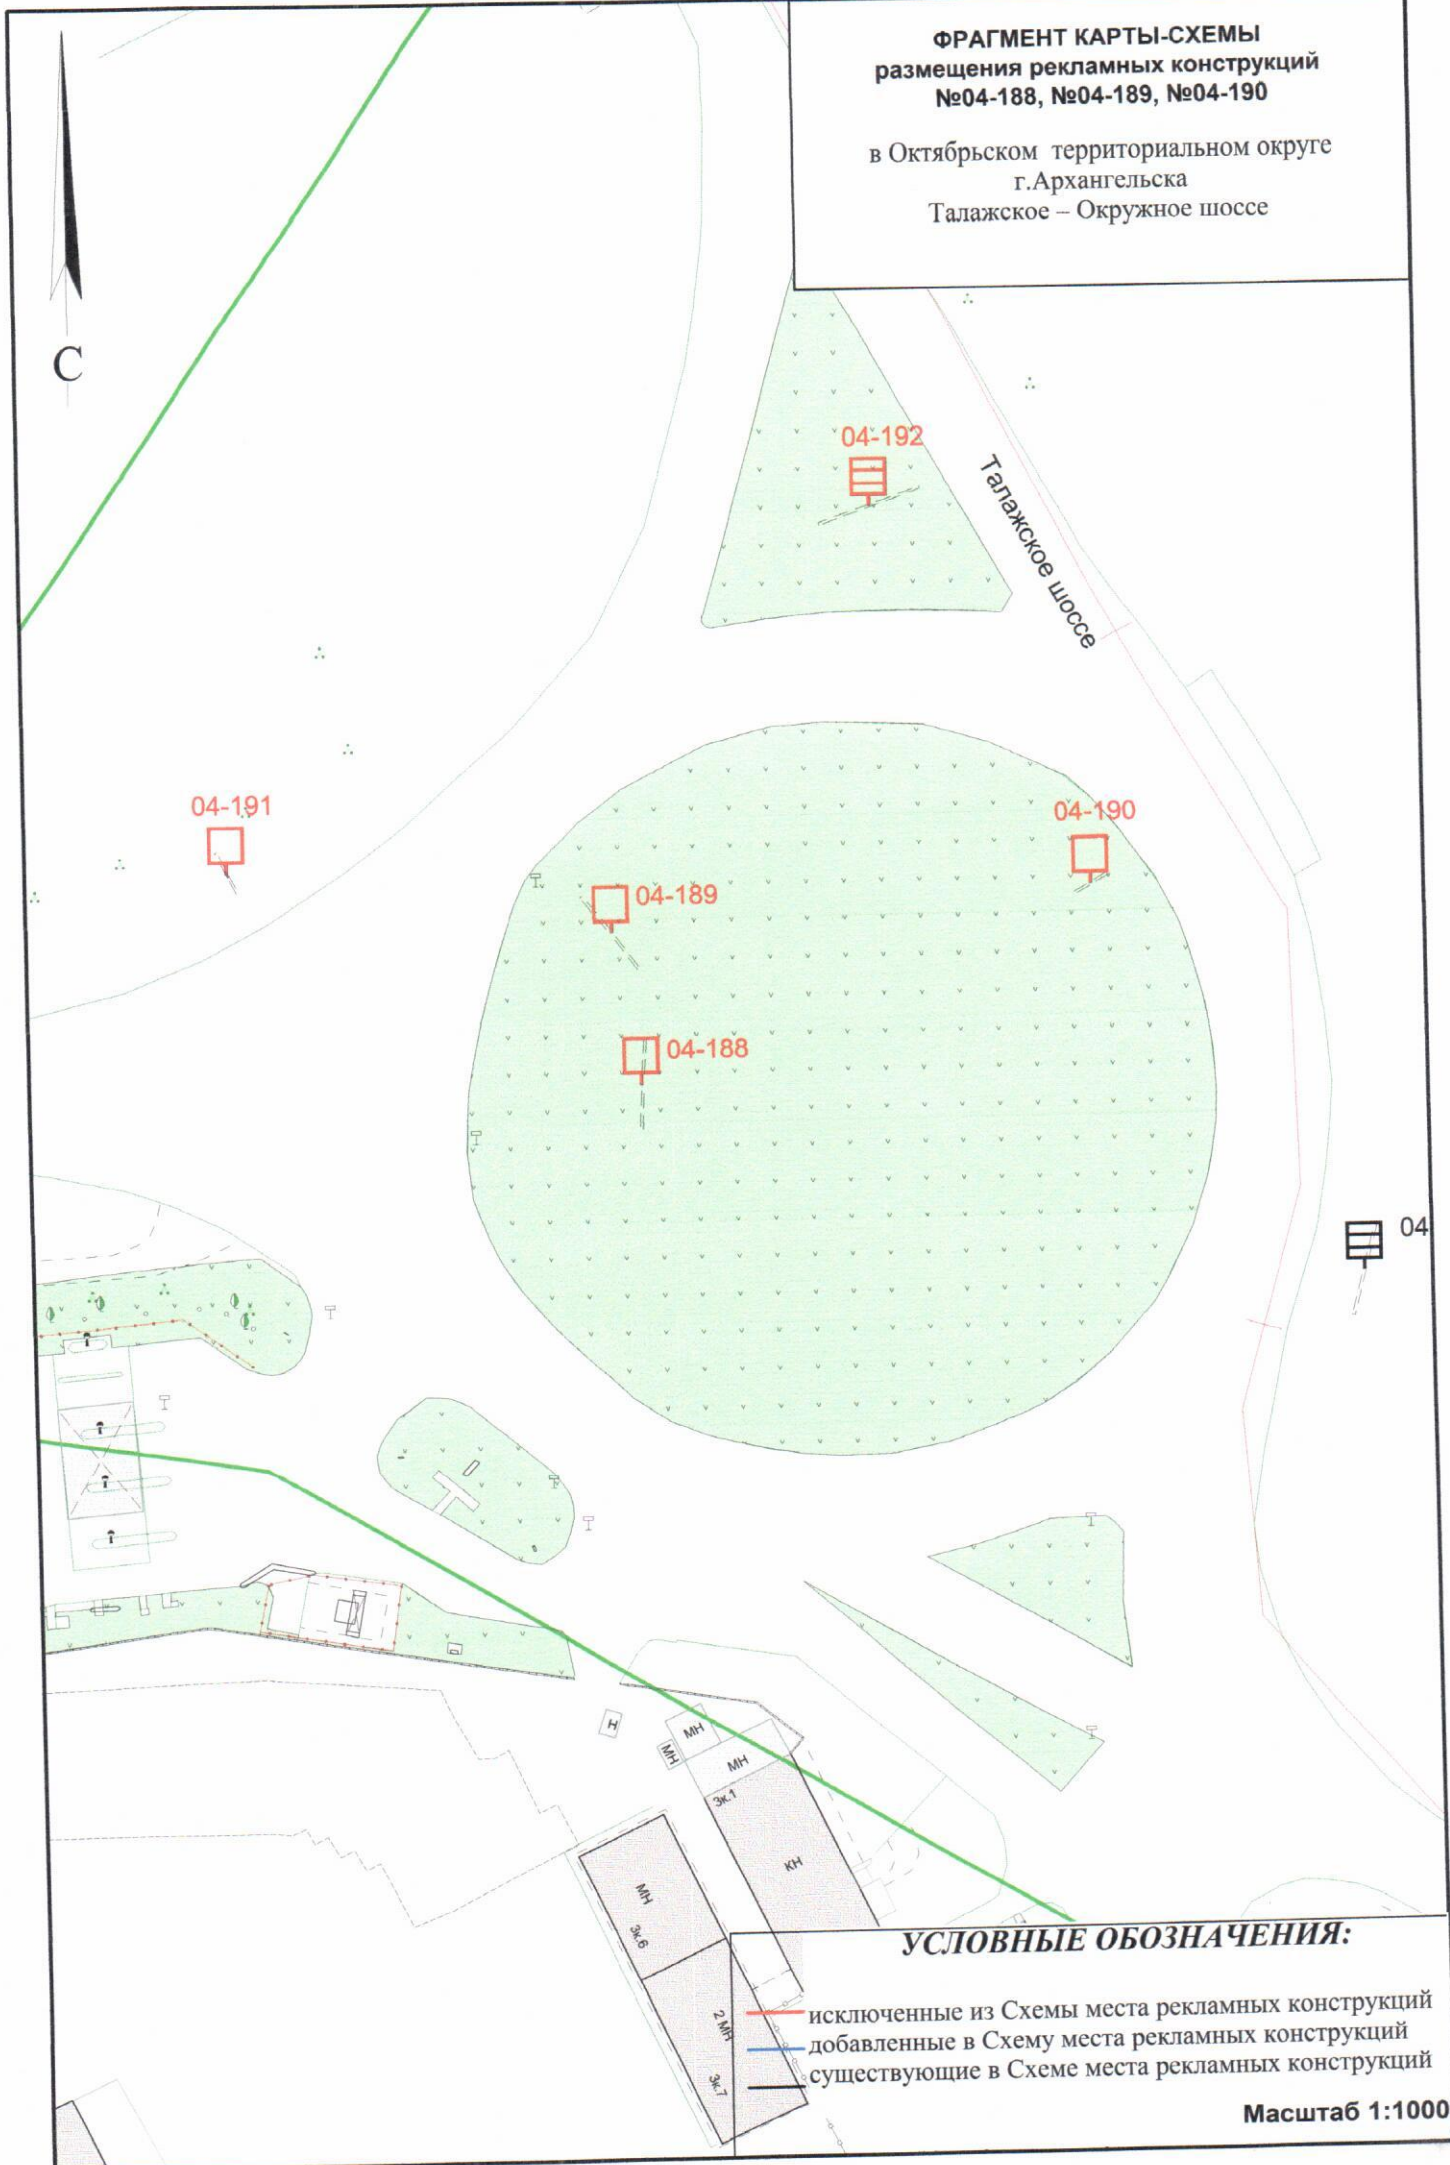 ФРАГМЕНТ КАРТЫ-СХЕМЫ
размещения рекламных конструкций
№04-188, №04-189, №04-190
в Октябрьском территориальном округе
г.Архангельска
Талажское – Окружное шоссе
С
04-192
Талажское шоссе
04-191
04-190
04-189
04-188
04
Н
МН
МН
МН
3к.1
КН
МН
3к.6
2 МН
3к.7
УСЛОВНЫЕ ОБОЗНАЧЕНИЯ:
исключенные из Схемы места рекламных конструкций
добавленные в Схему места рекламных конструкций
существующие в Схеме места рекламных конструкций
Масштаб 1:1000